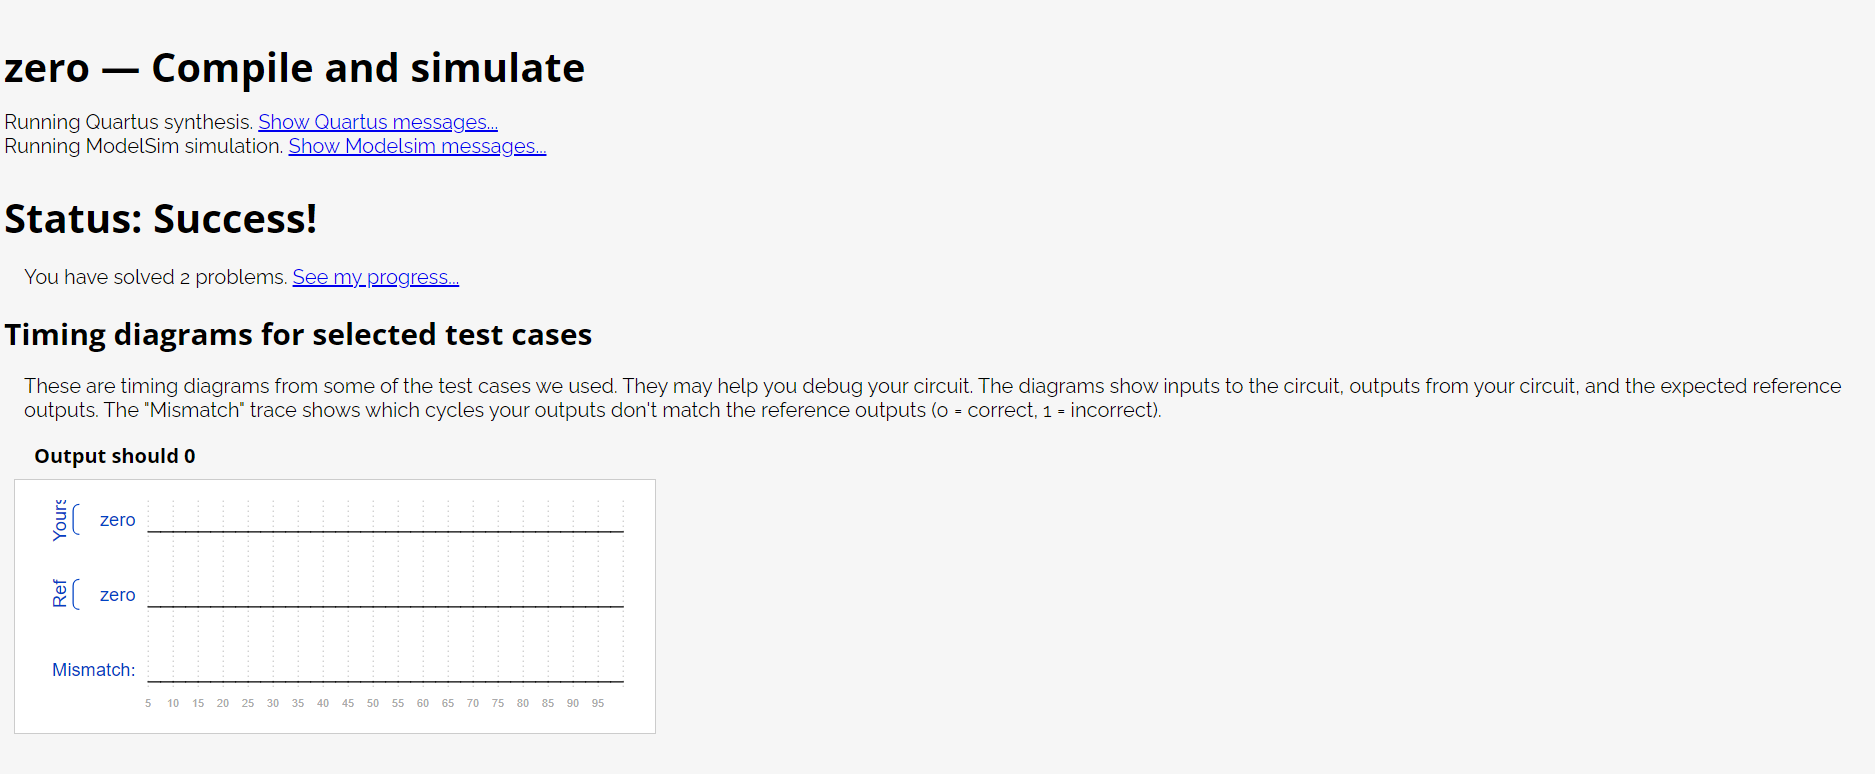 zero — Compile and simulate
Running Quartus synthesis. Show Quartus messages...
Running ModelSim simulation. Show Modelsim messages...
Status: Success!
You have solved 2 problems. See my progress...
Timing diagrams for selected test cases
These are timing diagrams from some of the test cases we used. They may help you debug your circuit. The diagrams show inputs to the circuit, outputs from your circuit, and the expected reference
outputs. The "Mismatch" trace shows which cycles your outputs don't match the reference outputs (0 = correct, 1 = incorrect).
Output should 0
Yours zero
Ref zero
Mismatch:
5 10 15 20 25 30 35 40 45 50 55 60 65 70 75 80 85 90 95